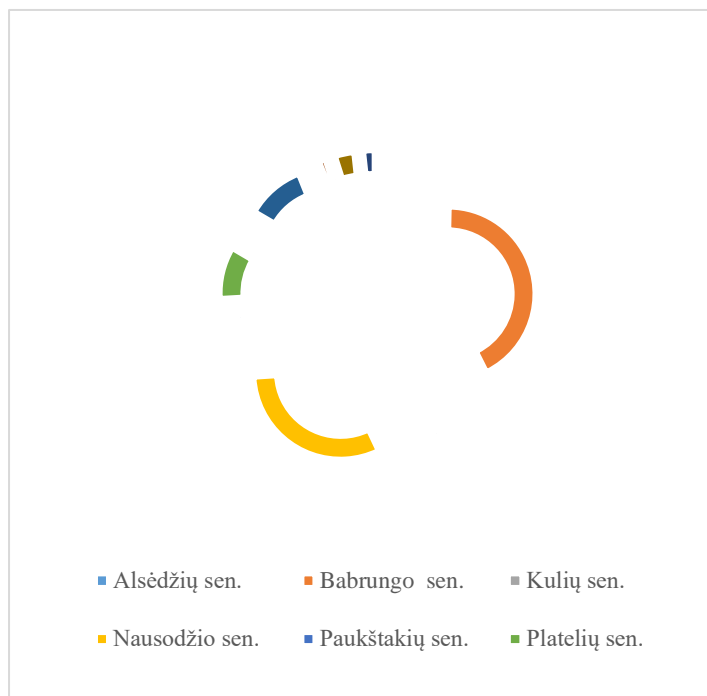 Alsėdžių sen. Babrungo  sen. Kulių sen.
Nausodžio sen. Paukštakių sen. Platelių sen.